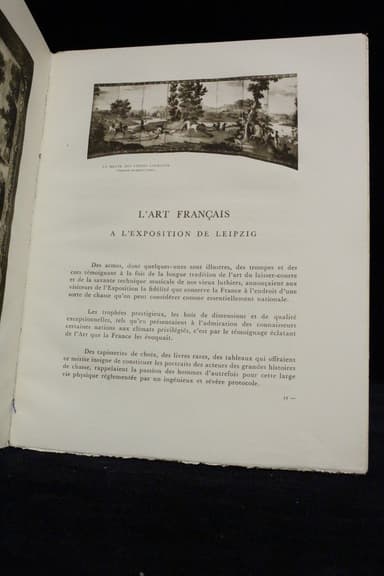 L'ART FRANÇAIS
A L'EXPOSITION DE LEIPZIG
Des armes, dont quelques-unes sont illustres, des trompes et des
cors témoignant à la fois de la longue tradition de l'art du laisser-courre
et de la savante technique musicale de nos vieux luthiers, annonçaient aux
visiteurs de l'Exposition la fidélité que conserve la France à l'endroit d'une
sorte de chasse qu'on peut considérer comme essentiellement nationale.
Les trophées prestigieux, les bois de dimensions et de qualité
exceptionnelles, tels qu'en présentaient à l'admiration des connaisseurs
certaines nations aux climats privilégiés, c'est par le témoignage éclatant
de l'Art que la France les évoquait.
Des tapisseries de choix, des livres rares, des tableaux qui offraient
ce mérite insigne de constituer les portraits des acteurs des grandes histoires
de chasse, rappelaient la passion des hommes d'autrefois pour cette large
vie physique réglementée par un ingénieux et sévère protocole.